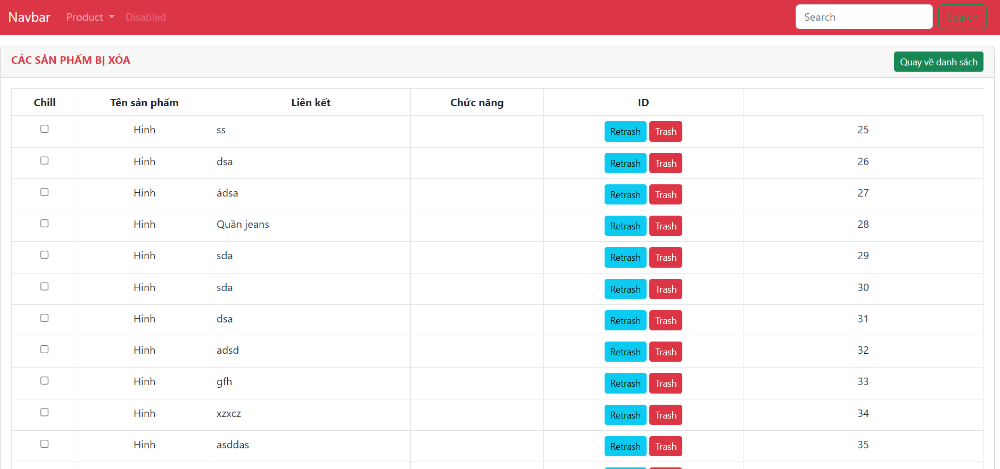 Navbar Product Disabled Search Search
CÁC SẢN PHẨM BỊ XÓA Quay về danh sách
Chill Tên sản phẩm Liên kết Chức năng ID
Hinh ss Retrash Trash 25
Hinh dsa Retrash Trash 26
Hinh ádsa Retrash Trash 27
Hinh Quần jeans Retrash Trash 28
Hinh sda Retrash Trash 29
Hinh sda Retrash Trash 30
Hinh dsa Retrash Trash 31
Hinh adsd Retrash Trash 32
Hinh gfh Retrash Trash 33
Hinh xzxcz Retrash Trash 34
Hinh asddas Retrash Trash 35